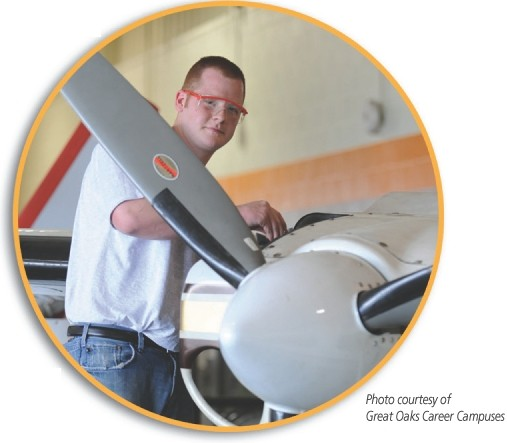 Photo courtesy of
Great Oaks Career Campuses